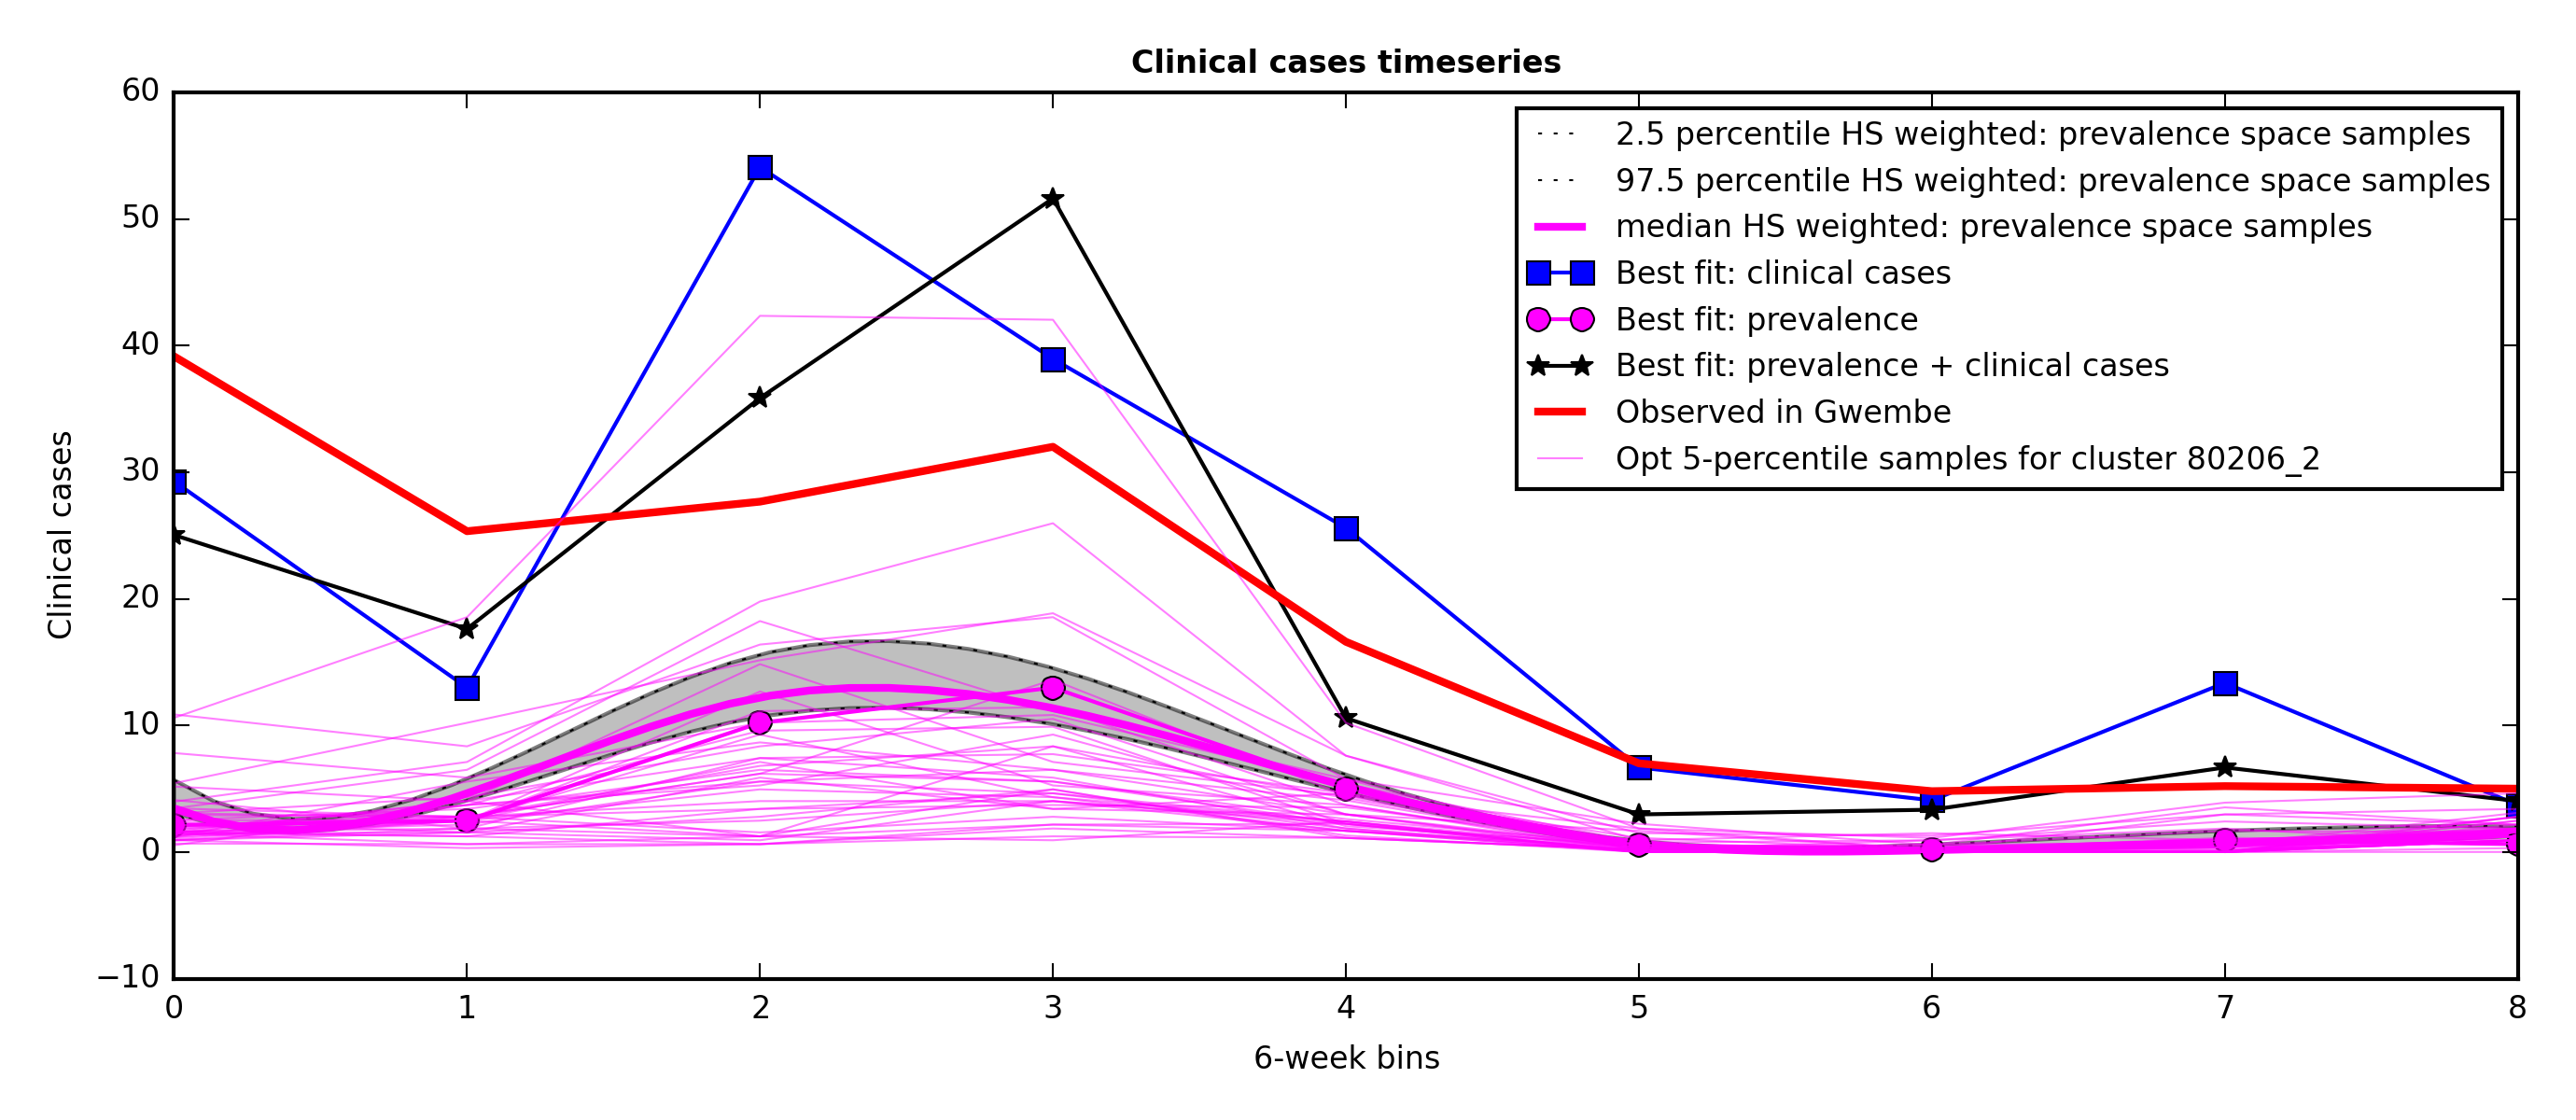 Clinical cases timeseries
60
50
40
30
20
10
0
−10
Clinical cases
2.5 percentile HS weighted: prevalence space samples
97.5 percentile HS weighted: prevalence space samples
median HS weighted: prevalence space samples
Best fit: clinical cases
Best fit: prevalence
Best fit: prevalence + clinical cases
Observed in Gwembe
Opt 5-percentile samples for cluster 80206_2
0 1 2 3 4 5 6 7 8
6-week bins